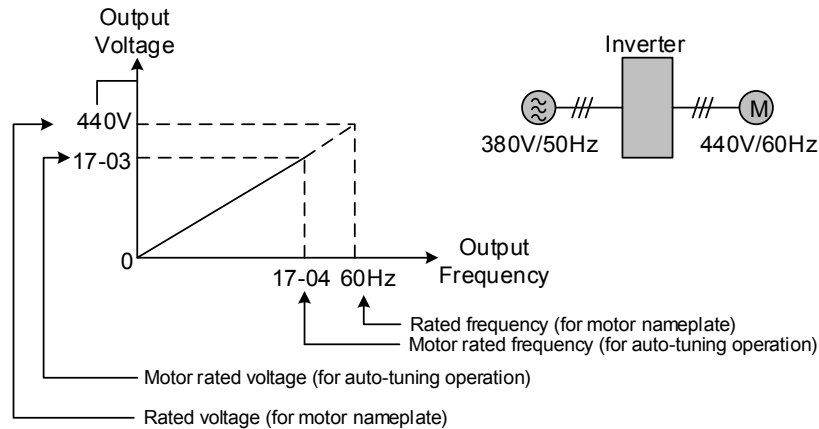 Output
Voltage
440V
17-03
0
17-04 60Hz
Output
Frequency
Rated frequency (for motor nameplate)
Motor rated frequency (for auto-tuning operation)
Motor rated voltage (for auto-tuning operation)
Rated voltage (for motor nameplate)
Inverter
M
380V/50Hz
440V/60Hz